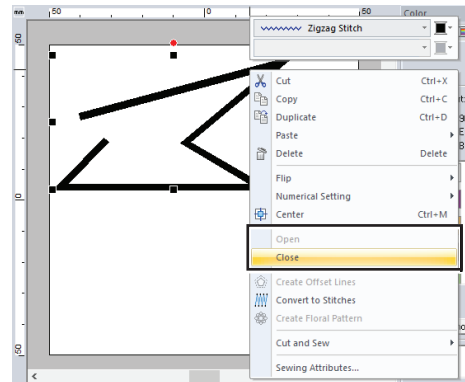 mm 50 0 50 Color
Zigzag Stitch
50
Cut Ctrl+X
Copy Ctrl+C
Duplicate Ctrl+D
Paste
Delete Delete
Flip
Numerical Setting
0
Center Ctrl+M
Open
Close
Create Offset Lines
Convert to Stitches
Create Floral Pattern
Cut and Sew
50
Sewing Attributes...